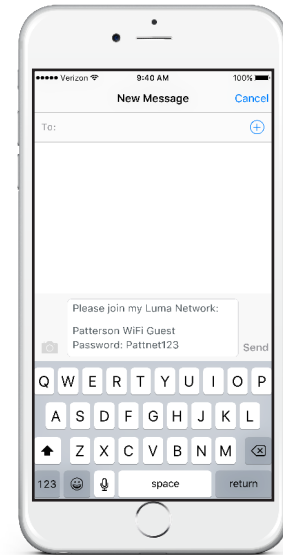 Verizon 9:40 AM 100%
New Message Cancel
To:
Please join my Luma Network:
Patterson WiFi Guest
Password: Pattnet123
Send
Q W E R T Y U I O P
A S D F G H J K L
Z X C V B N M
123 space return